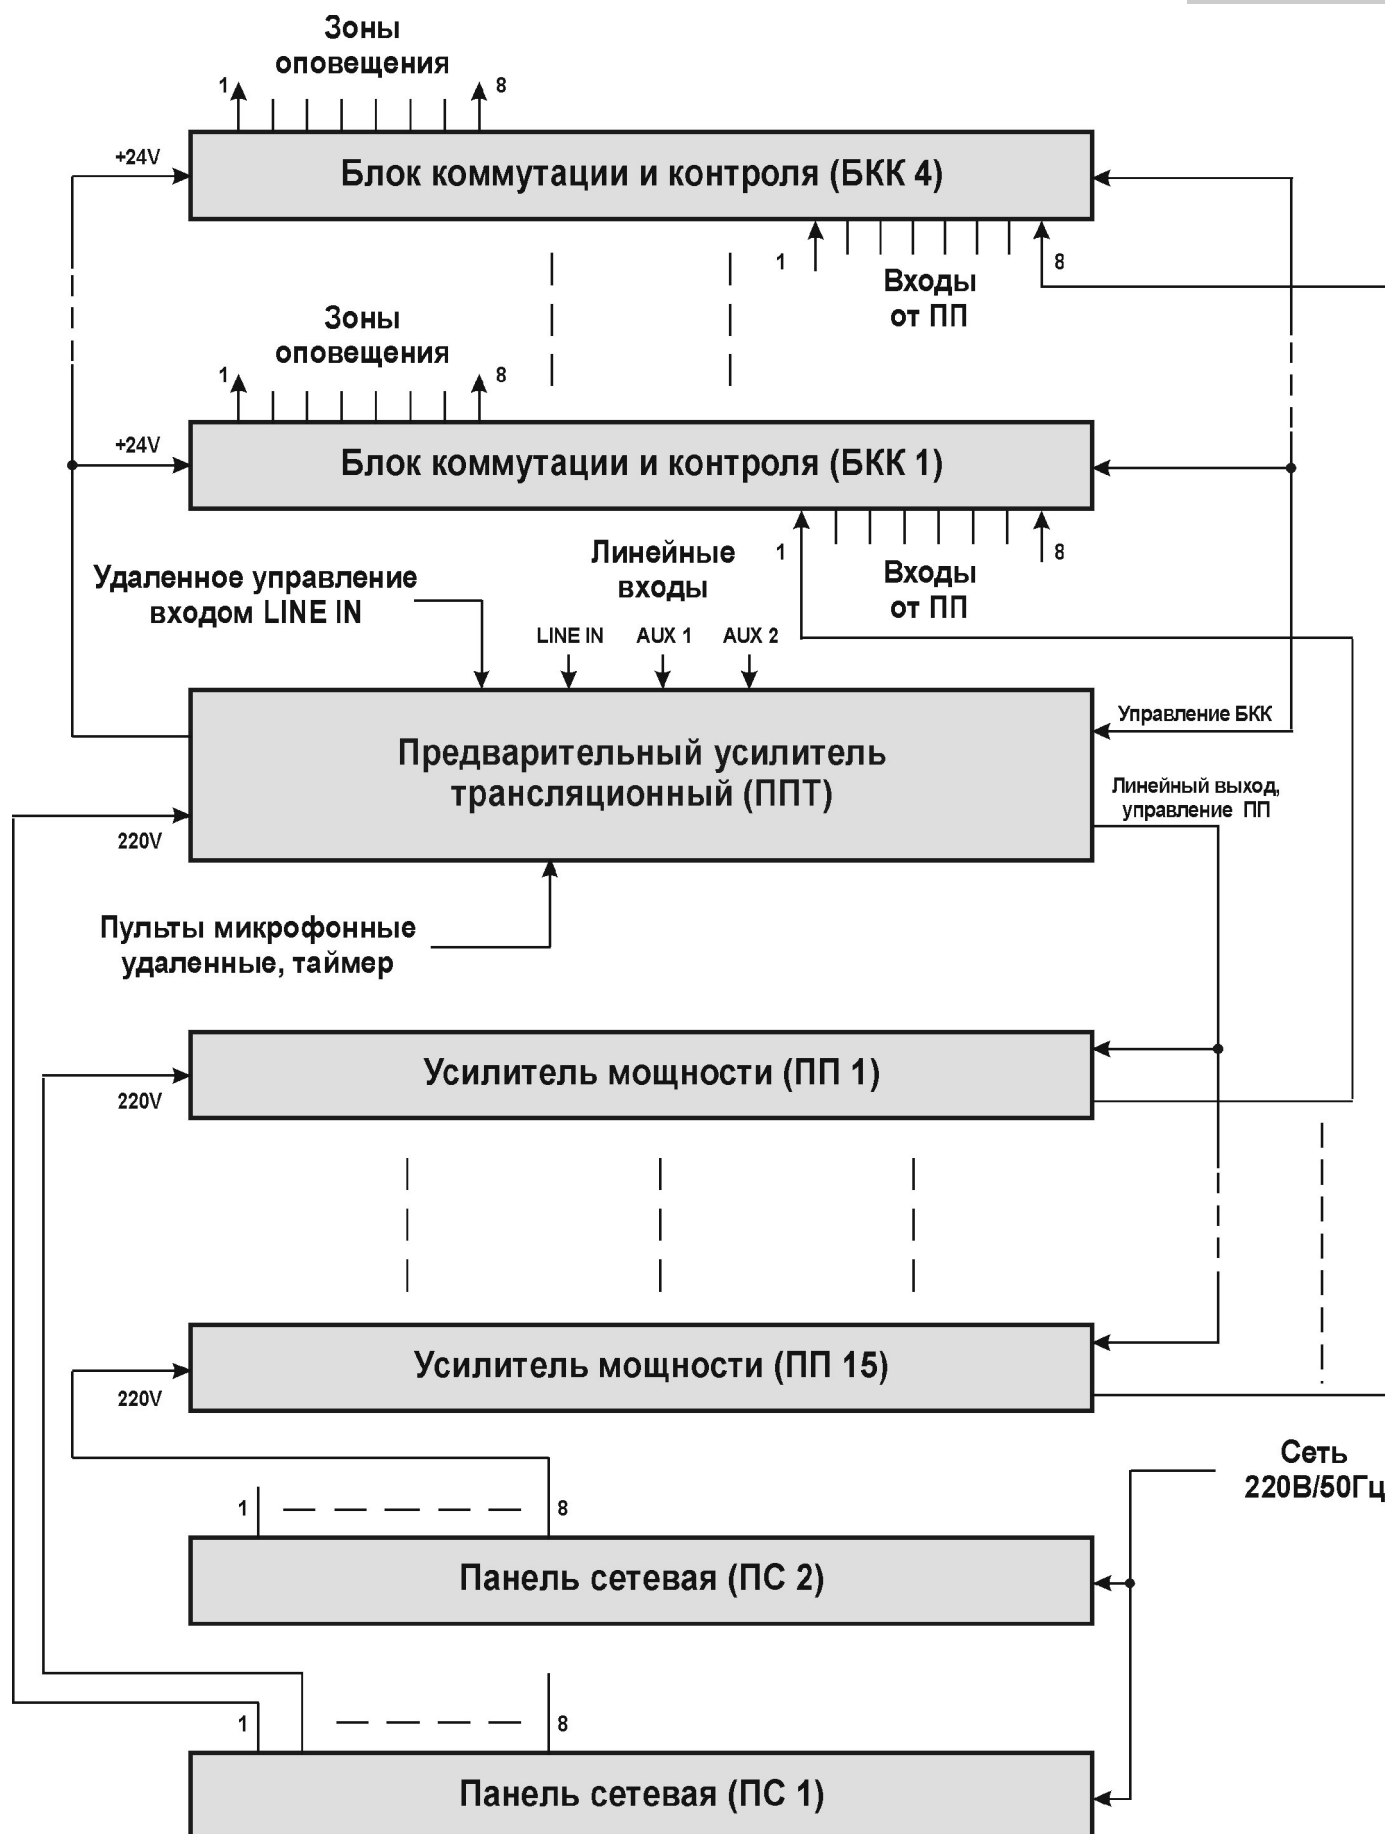 Зоны
оповещения
1
8
+24V
Блок коммутации и контроля (БКК 4)
1
8
Входы
от ПП
Зоны
оповещения
1
8
+24V
Блок коммутации и контроля (БКК 1)
1
8
Входы
от ПП
Удаленное управление
входом LINE IN
Линейные
входы
LINE IN
AUX 1
AUX 2
Предварительный усилитель
трансляционный (ППТ)
Управление БКК
Линейный выход,
управление ПП
220V
Пульты микрофонные
удаленные, таймер
Усилитель мощности (ПП 1)
220V
Усилитель мощности (ПП 15)
220V
Сеть
220В/50Гц
1
8
Панель сетевая (ПС 2)
1
8
Панель сетевая (ПС 1)